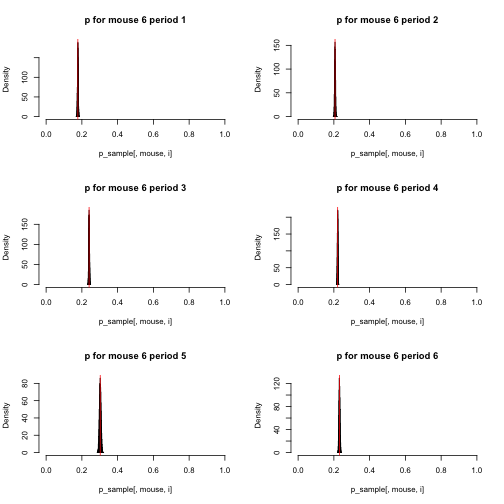 p for mouse 6 period 1
Density
0 50 100
0.0 0.2 0.4 0.6 0.8 1.0
p_sample[, mouse, i]
p for mouse 6 period 2
Density
0 50 100 150
0.0 0.2 0.4 0.6 0.8 1.0
p_sample[, mouse, i]
p for mouse 6 period 3
Density
0 50 100 150
0.0 0.2 0.4 0.6 0.8 1.0
p_sample[, mouse, i]
p for mouse 6 period 4
Density
0 50 150
0.0 0.2 0.4 0.6 0.8 1.0
p_sample[, mouse, i]
p for mouse 6 period 5
Density
0 20 40 60 80
0.0 0.2 0.4 0.6 0.8 1.0
p_sample[, mouse, i]
p for mouse 6 period 6
Density
0 40 80 120
0.0 0.2 0.4 0.6 0.8 1.0
p_sample[, mouse, i]